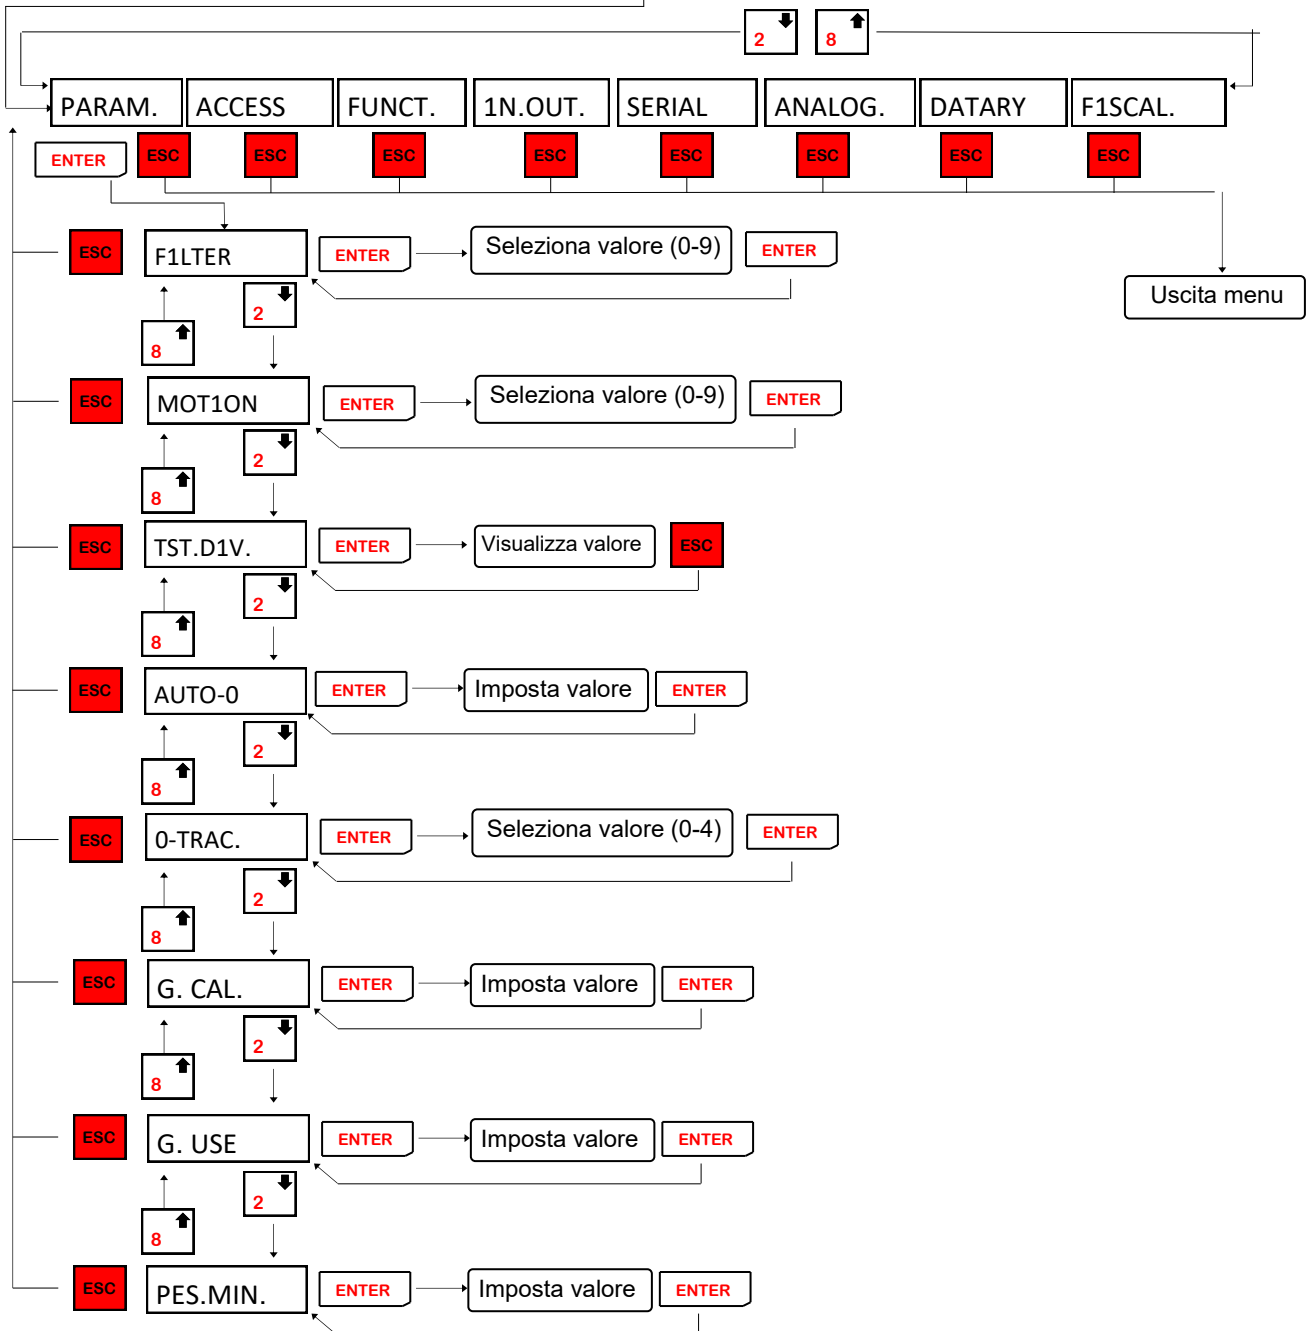 2 8
PARAM. ACCESS FUNCT. 1N.OUT. SERIAL ANALOG. DATARY F1SCAL.
ENTER ESC ESC ESC ESC ESC ESC ESC ESC
ESC F1LTER ENTER Seleziona valore (0-9) ENTER
Uscita menu
2
8
ESC MOT1ON ENTER Seleziona valore (0-9) ENTER
2
8
ESC TST.D1V. ENTER Visualizza valore ESC
2
8
ESC AUTO-0 ENTER Imposta valore ENTER
2
8
ESC 0-TRAC. ENTER Seleziona valore (0-4) ENTER
2
8
ESC G. CAL. ENTER Imposta valore ENTER
2
8
ESC G. USE ENTER Imposta valore ENTER
2
8
ESC PES.MIN. ENTER Imposta valore ENTER